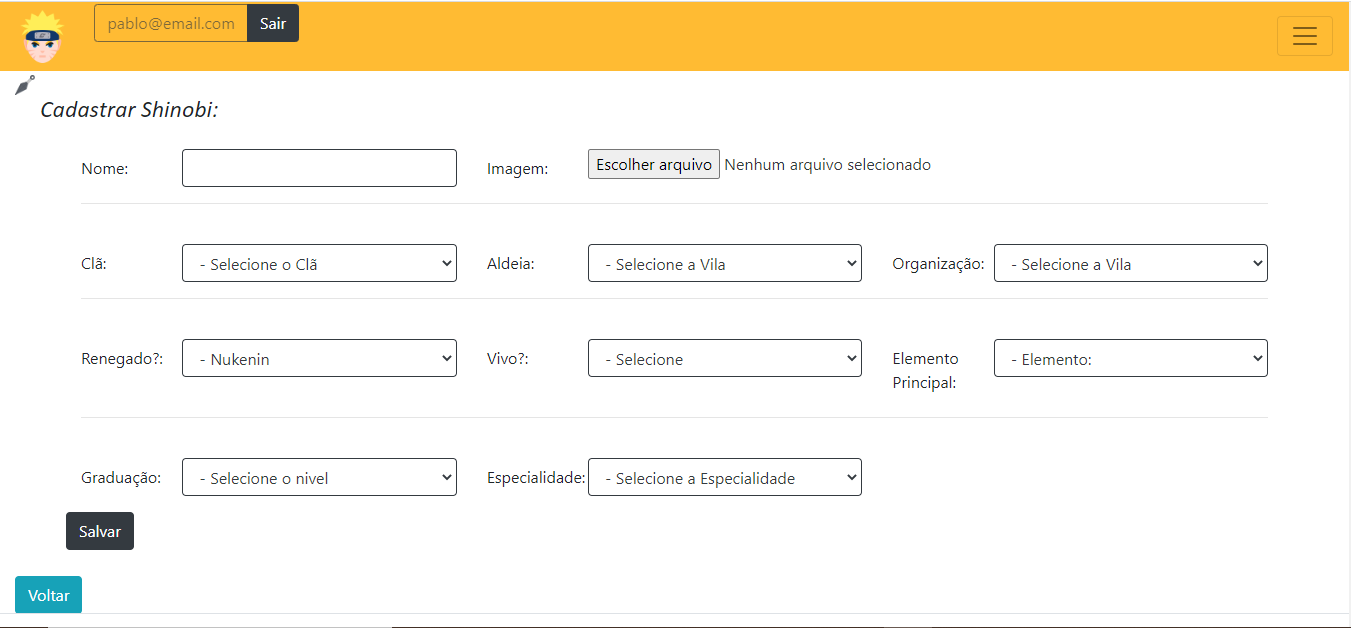 pablo@email.com Sair
Cadastrar Shinobi:
Nome: Imagem: Escolher arquivo Nenhum arquivo selecionado
Clã: - Selecione o Clã Aldeia: - Selecione a Vila Organização: - Selecione a Vila
Renegado?: - Nukenin Vivo?: - Selecione Elemento - Elemento:
Principal:
Graduação: - Selecione o nivel Especialidade: - Selecione a Especialidade
Salvar
Voltar